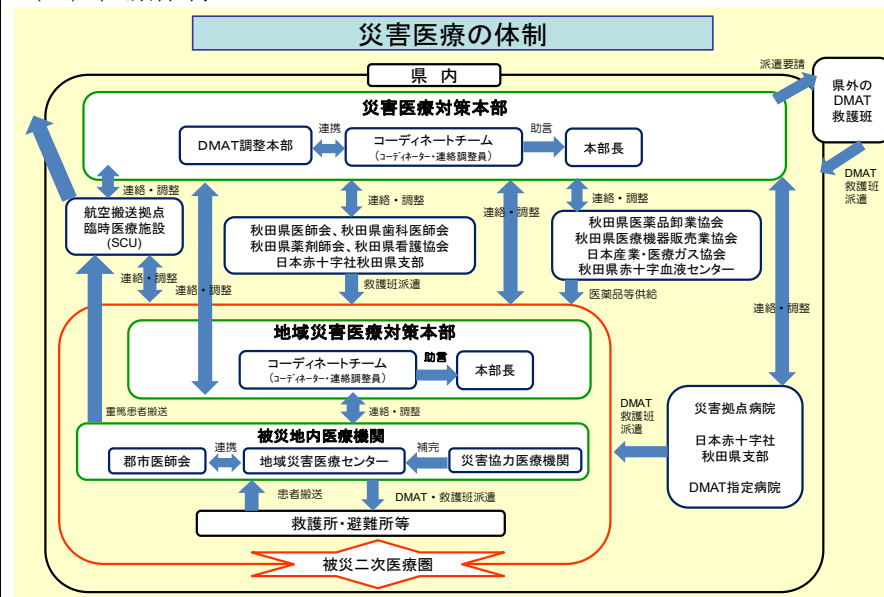 災害医療の体制
県 内
派遣要請
県外の
DMAT
救護班
災害医療対策本部
DMAT調整本部
連携
コーディネートチーム
(コーディネーター・連絡調整員)
助言
本部長
DMAT
救護班
派遣
連絡・調整
連絡・調整
連絡・調整
連絡・調整
航空搬送拠点
臨時医療施設
(SCU)
秋田県医師会、秋田県歯科医師会
秋田県薬剤師会、秋田県看護協会
日本赤十字社秋田県支部
秋田県医薬品卸業協会
秋田県医療機器販売業協会
日本産業・医療ガス協会
秋田県赤十字血液センター
連絡・調整
連絡・調整
救護班派遣
医薬品等供給
連絡・調整
地域災害医療対策本部
コーディネートチーム
(コーディネーター・連絡調整員)
助言
本部長
重篤患者搬送
連絡・調整
DMAT
救護班
派遣
災害拠点病院
日本赤十字社
秋田県支部
DMAT指定病院
被災地内医療機関
郡市医師会
連携
地域災害医療センター
補完
災害協力医療機関
患者搬送
DMAT・救護班派遣
救護所・避難所等
被災二次医療圏